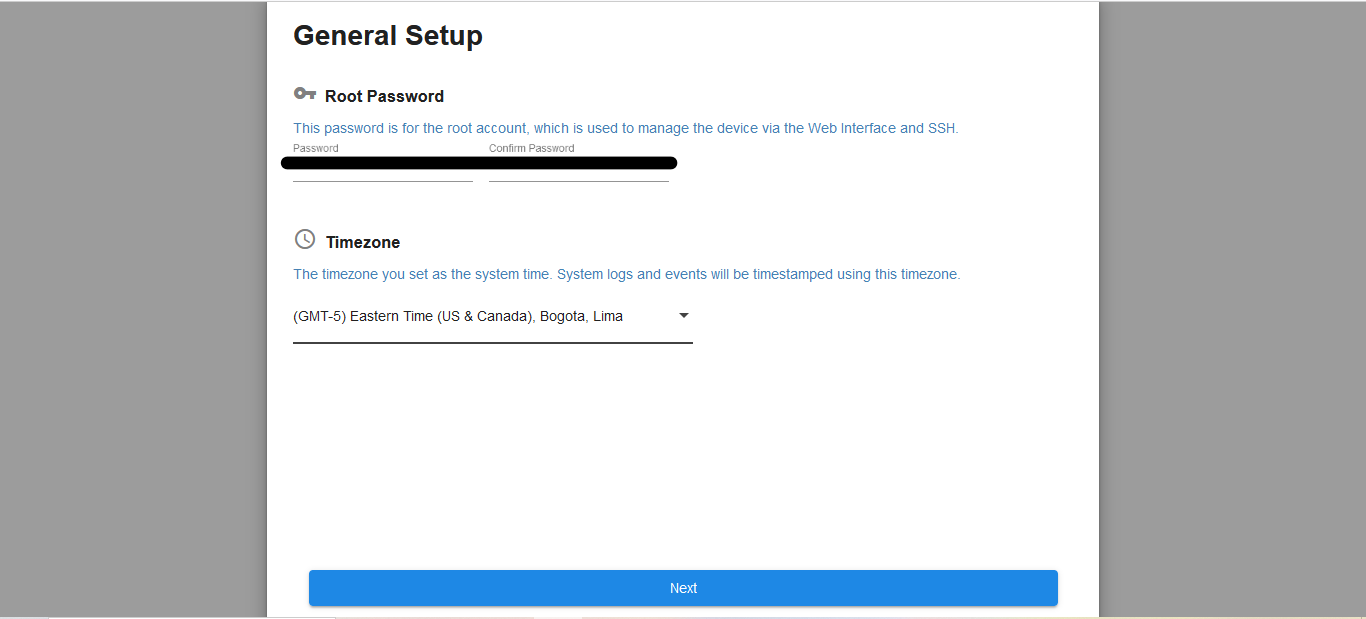 General Setup
Root Password
This password is for the root account, which is used to manage the device via the Web Interface and SSH.
Password Confirm Password
Timezone
The timezone you set as the system time. System logs and events will be timestamped using this timezone.
(GMT-5) Eastern Time (US & Canada), Bogota, Lima
Next